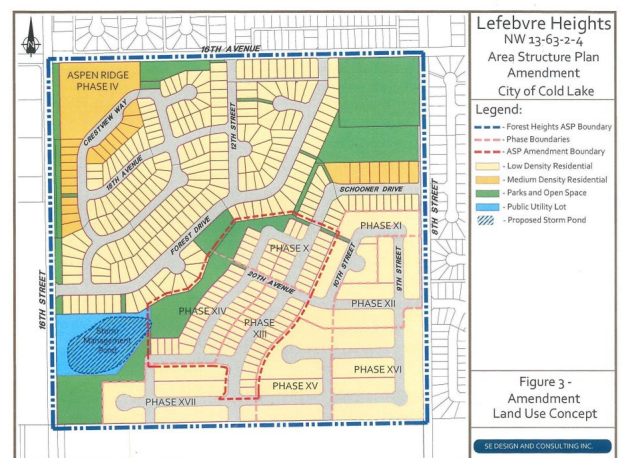 Lefebvre Heights
NW 13-63-2-4
Area Structure Plan
Amendment
City of Cold Lake
Legend:
- Forest Heights ASP Boundary
- Phase Boundaries
- ASP Amendment Boundary
- Low Density Residential
- Medium Density Residential
- Parks and Open Space
- Public Utility Lot
- Proposed Storm Pond
Figure 3 -
Amendment
Land Use Concept
SE DESIGN AND CONSULTING INC.
16TH AVENUE
ASPEN RIDGE
PHASE IV
CRESTVIEW WAY
12TH STREET
18TH AVENUE
SCHOONER DRIVE
8TH STREET
FOREST DRIVE
PHASE XI
PHASE X
10TH STREET
9TH STREET
20TH AVENUE
16TH STREET
PHASE XIV
PHASE XII
PHASE
XIII
Storm
Management
Pond
PHASE XVI
PHASE XV
PHASE XVII